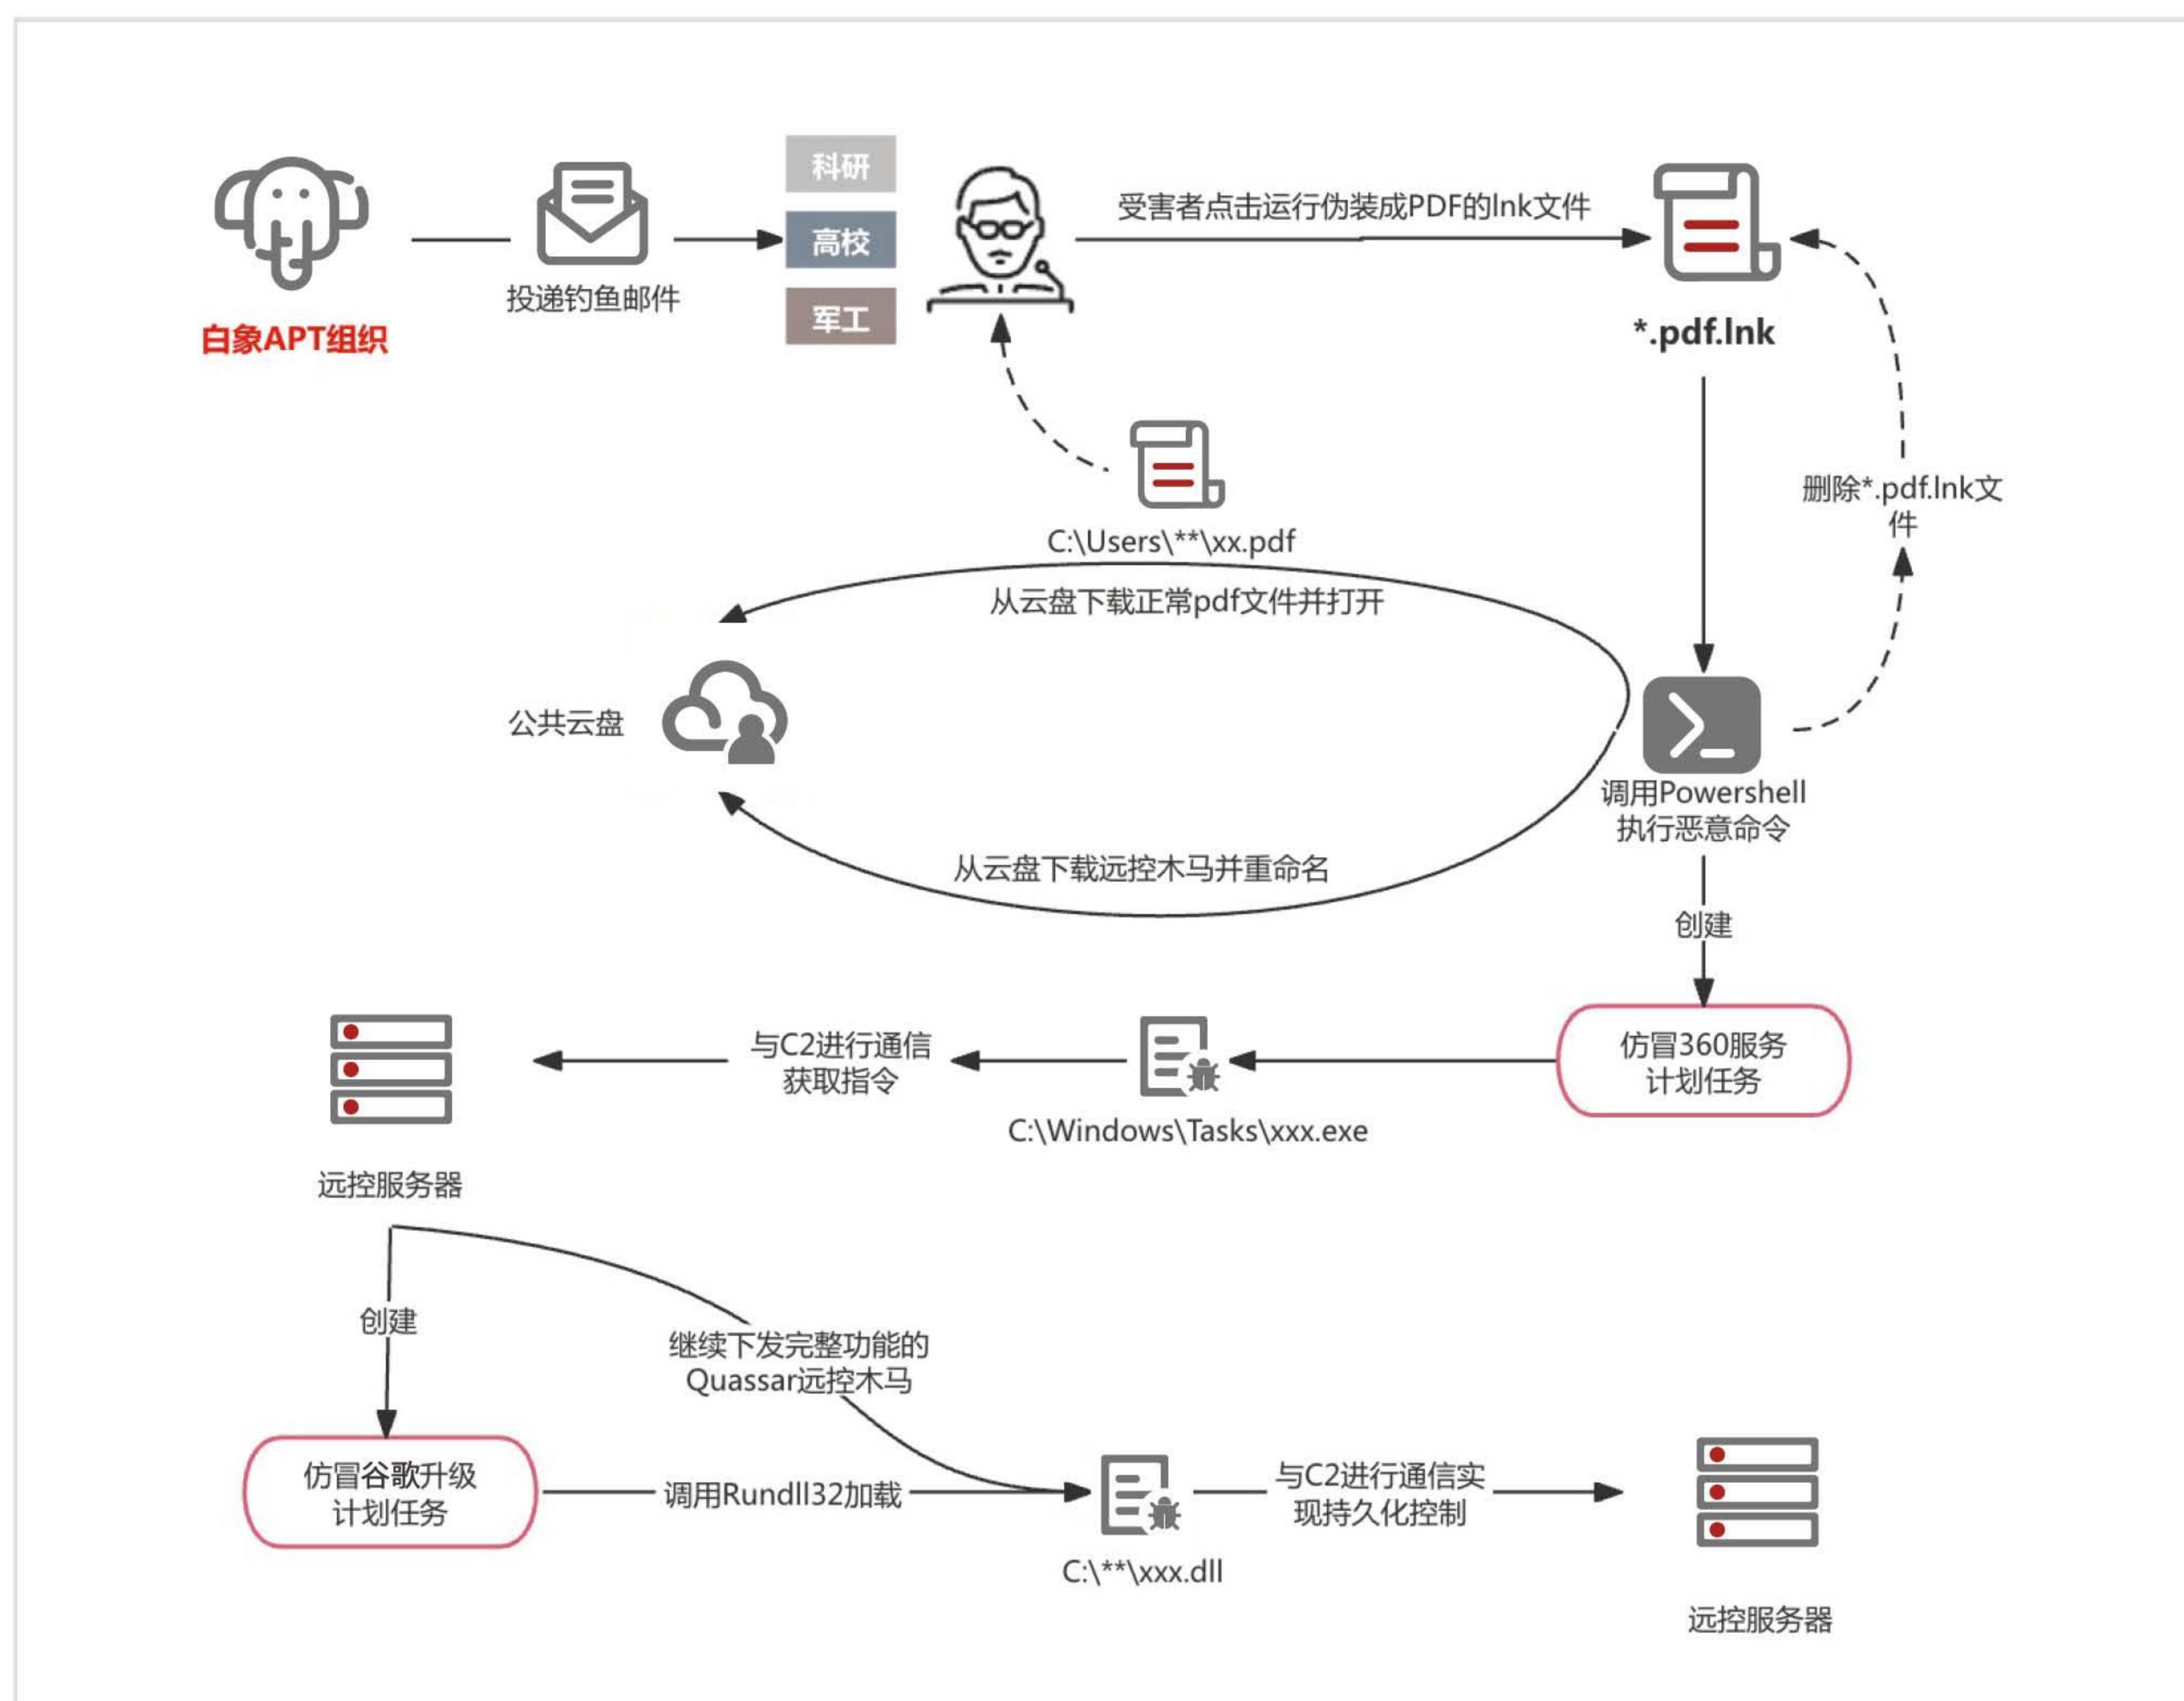 科研
高校
军工
白象APT组织
投递钓鱼邮件
受害者点击运行伪装成PDF的lnk文件
*.pdf.lnk
删除*.pdf.lnk文
件
C:\Users\**\xx.pdf
从云盘下载正常pdf文件并打开
公共云盘
调用Powershell
执行恶意命令
从云盘下载远控木马并重命名
创建
仿冒360服务
计划任务
C:\Windows\Tasks\xxx.exe
与C2进行通信
获取指令
远控服务器
创建
继续下发完整功能的
Quassar远控木马
仿冒谷歌升级
计划任务
调用Rundll32加载
C:\**\xxx.dll
与C2进行通信实
现持久化控制
远控服务器